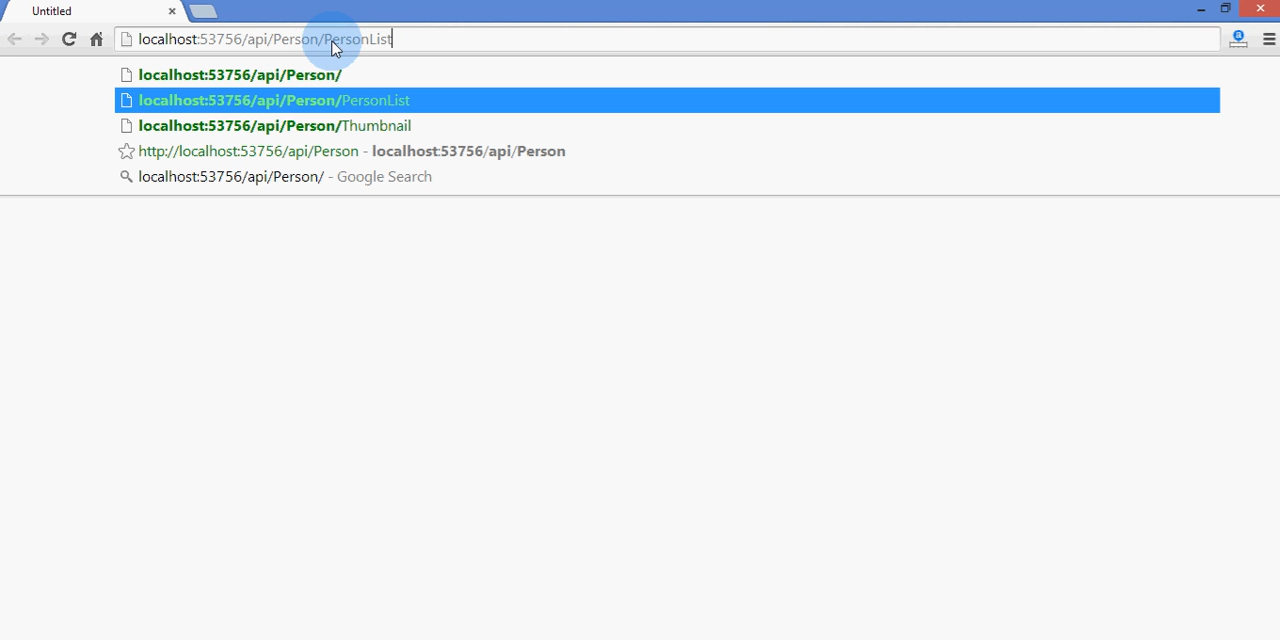 Untitled
localhost:53756/api/Person/PersonList
localhost:53756/api/Person/
localhost:53756/api/Person/PersonList
localhost:53756/api/Person/Thumbnail
http://localhost:53756/api/Person - localhost:53756/api/Person
localhost:53756/api/Person/ - Google Search